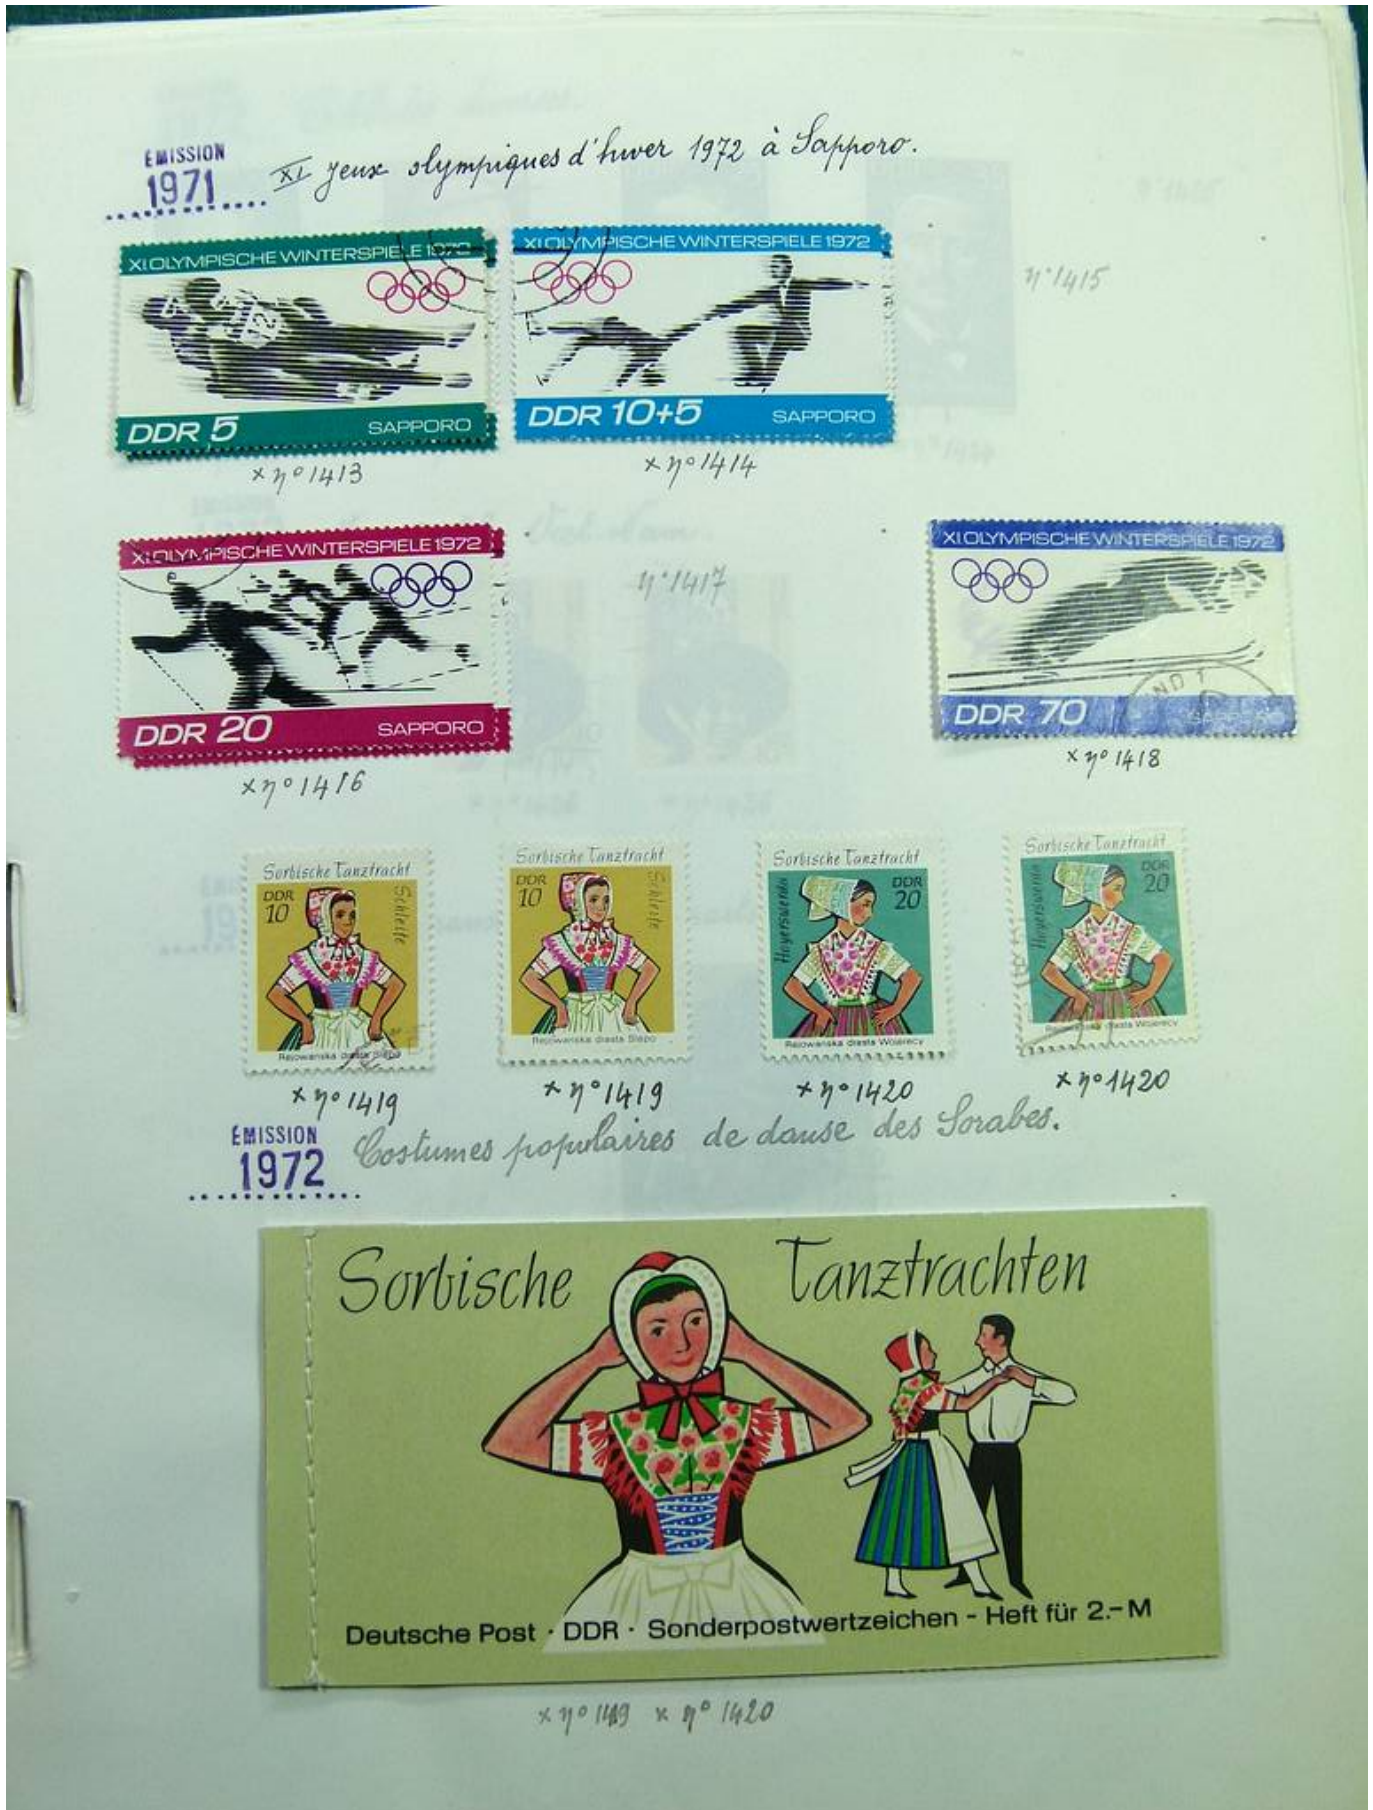 EMISSION
1971
XI jeux olympiques d'hiver 1972 à Sapporo.
XI.OLYMPISCHE WINTERSPIELE 1972
DDR 5 SAPPORO
x n° 1413
XI.OLYMPISCHE WINTERSPIELE 1972
DDR 10+5 SAPPORO
x n° 1414
n° 1415
XI.OLYMPISCHE WINTERSPIELE 1972
DDR 20 SAPPORO
x n° 1416
n° 1417
XI.OLYMPISCHE WINTERSPIELE 1972
DDR 70 SAPPORO
x n° 1418
Sorbische Tanztracht
DDR
10
Schleife
Rejowanska drasta Slepo
x n° 1419
Sorbische Tanztracht
DDR
10
Schleife
Rejowanska drasta Slepo
x n° 1419
Sorbische Tanztracht
DDR
20
Hoyerswerda
Rejowanska drasta Wojerecy
x n° 1420
Sorbische Tanztracht
DDR
20
Hoyerswerda
Rejowanska drasta Wojerecy
x n° 1420
EMISSION
1972
Costumes populaires de danse des Sorabes.
Sorbische Tanztrachten
Deutsche Post · DDR · Sonderpostwertzeichen - Heft für 2.- M
x n° 1419 x n° 1420